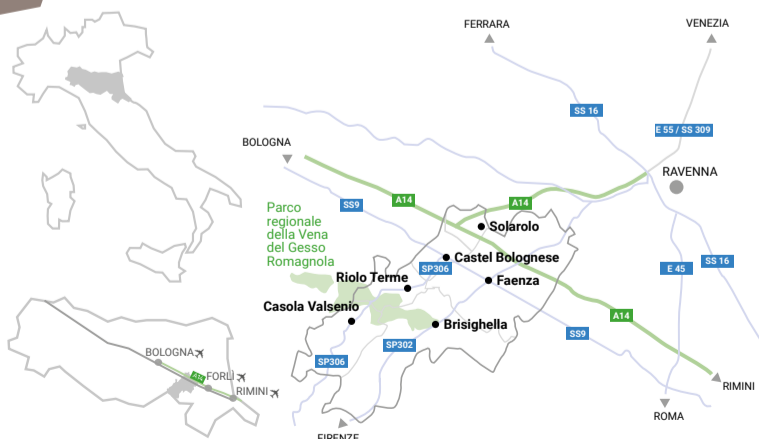 FERRARA
VENEZIA
SS 16
E 55 / SS 309
BOLOGNA
RAVENNA
A14
A14
SS9
Parco
regionale
della Vena
del Gesso
Romagnola
Solarolo
Castel Bolognese
SP306
Riolo Terme
Faenza
E 45
SS 16
Casola Valsenio
Brisighella
A14
SS9
SP302
SP306
BOLOGNA
FORLÌ
RIMINI
RIMINI
ROMA
FIRENZE